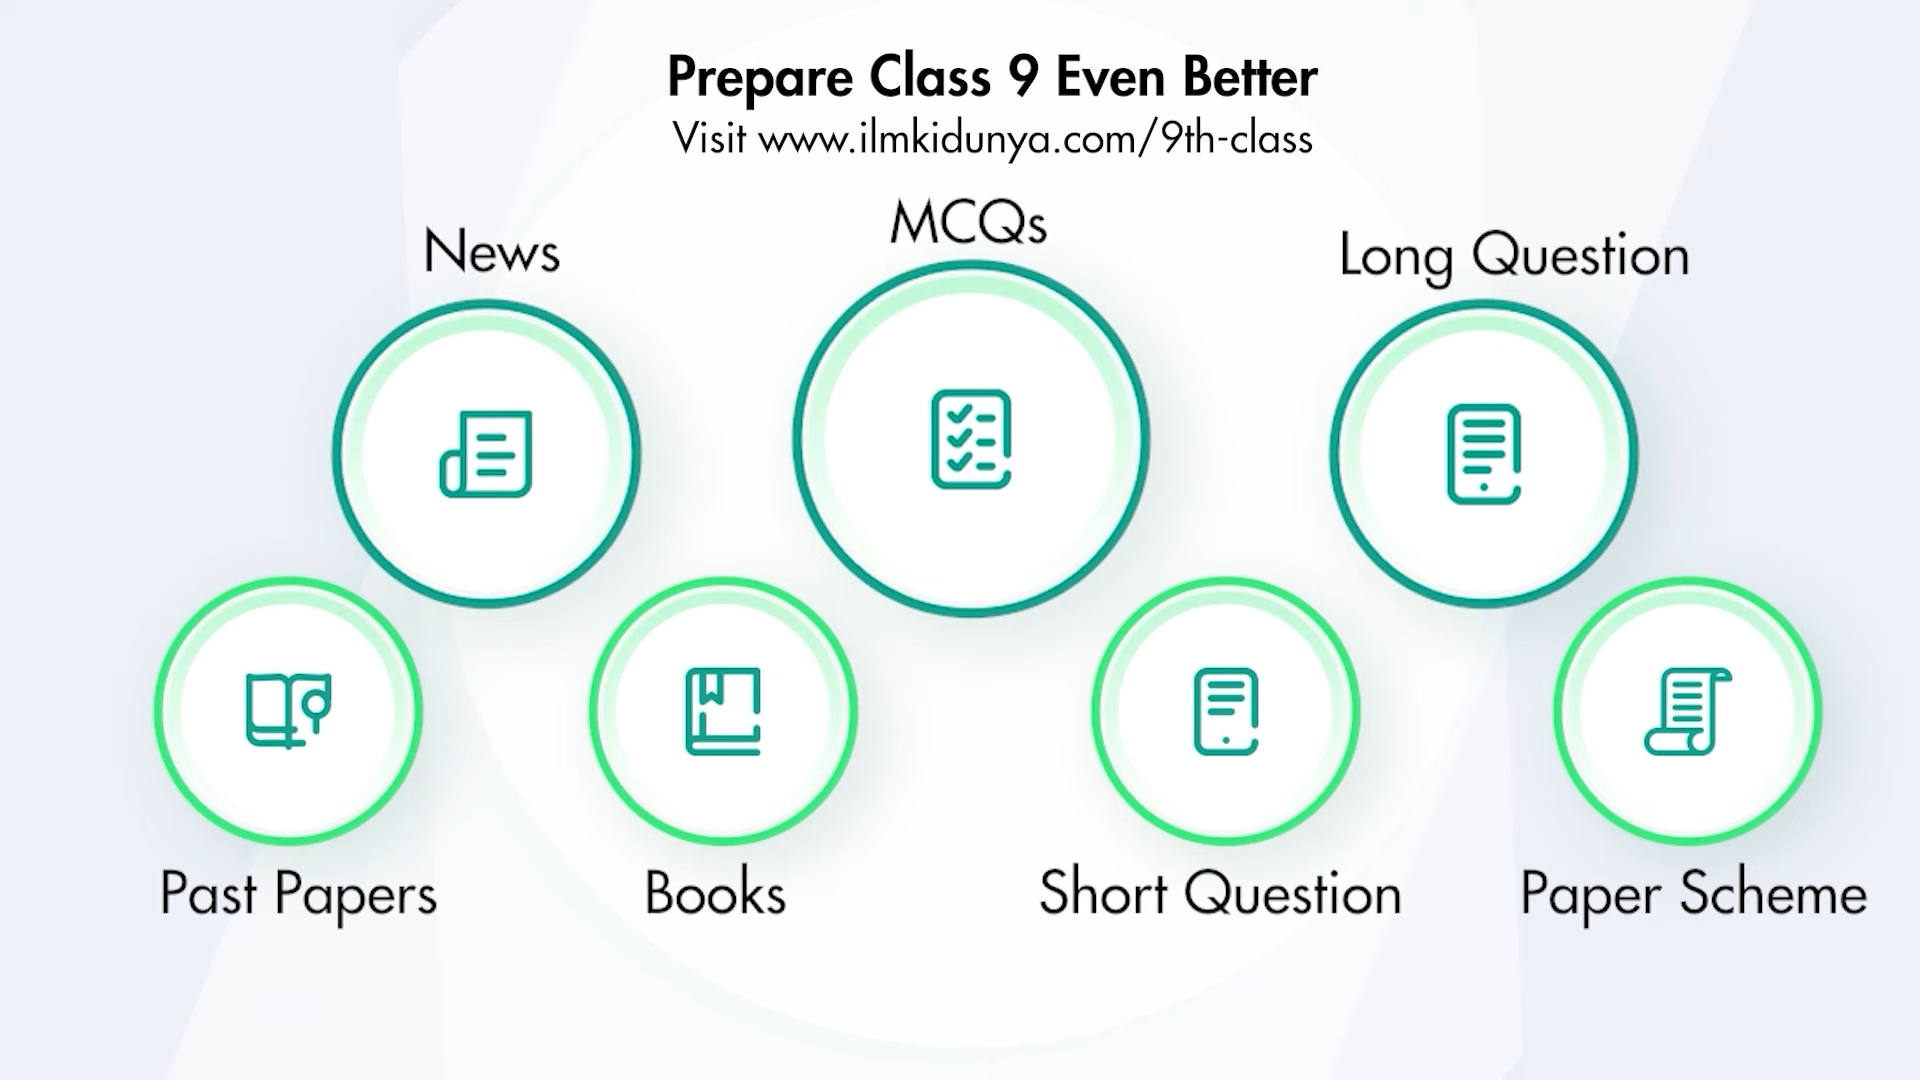 Prepare Class 9 Even Better
Visit www.ilmkidunya.com/9th-class
News
MCQs
Long Question
Past Papers
Books
Short Question
Paper Scheme